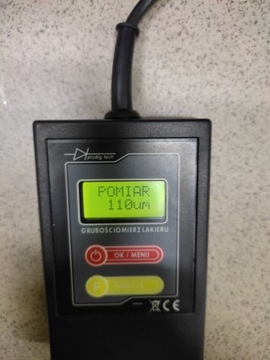 prodig-tech
POMIAR
110um
GRUBOŚCIOMIERZ LAKIERU
OK / MENU
F
CE